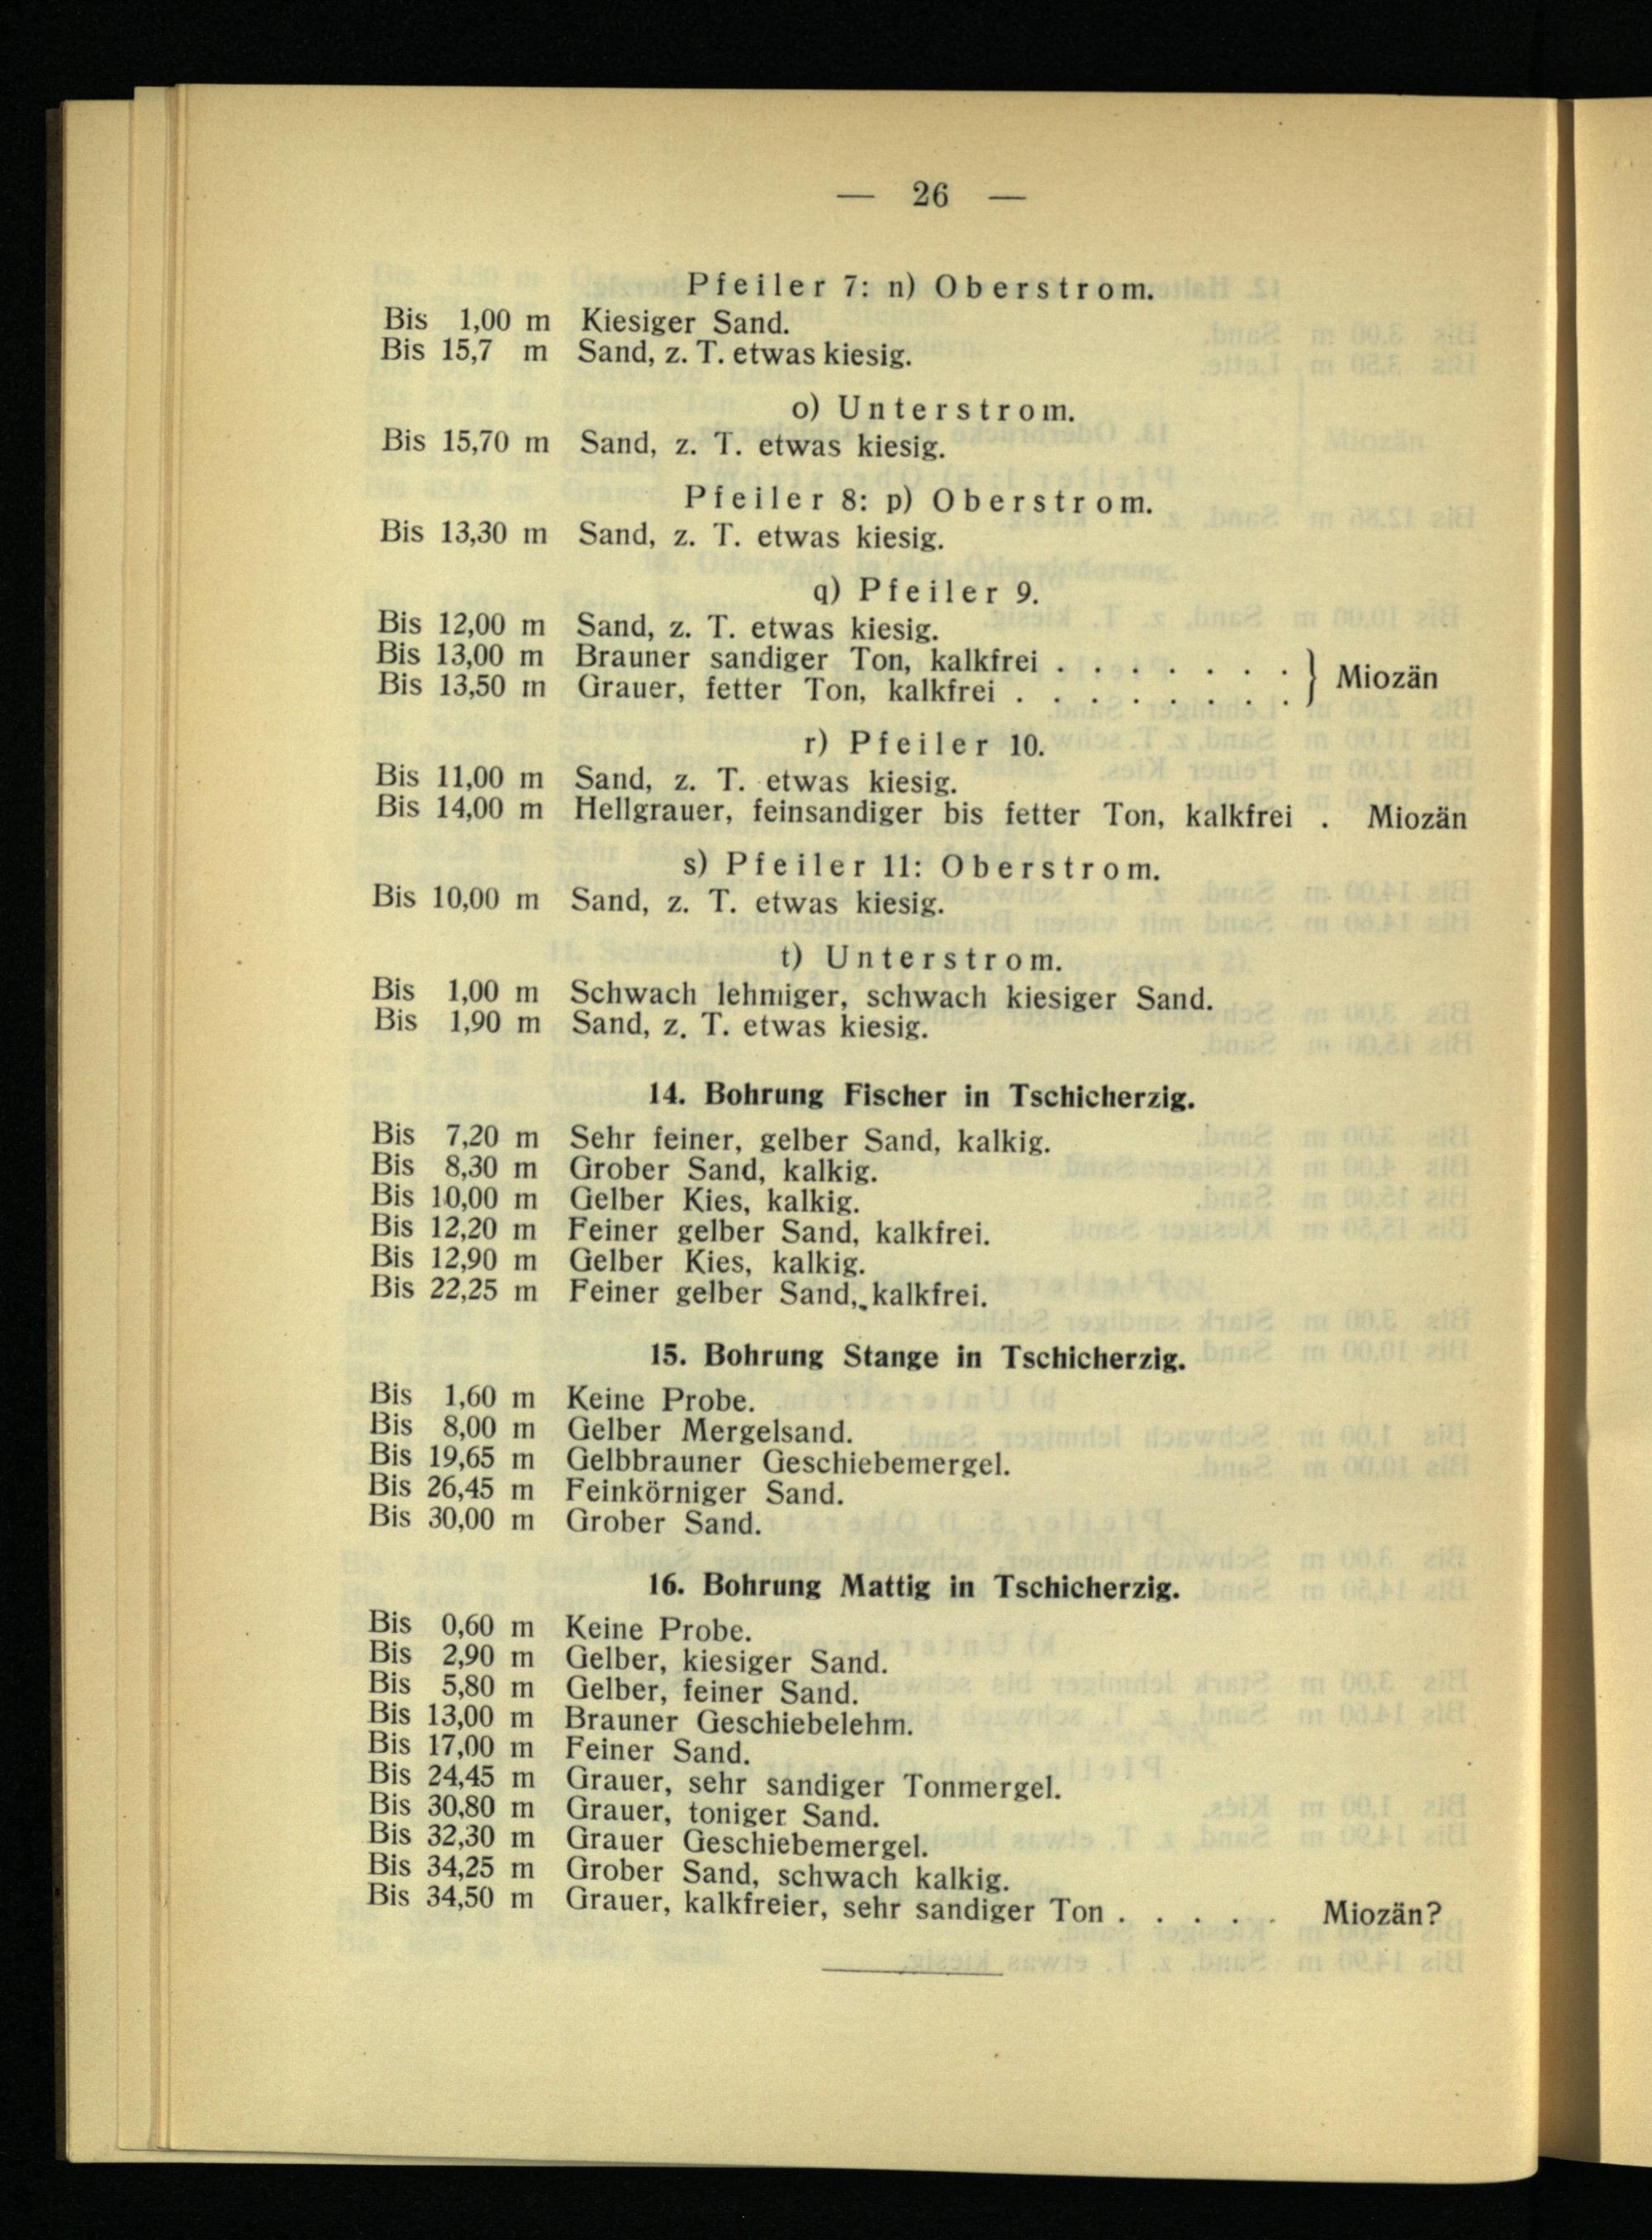 — 26 —
Pfeiler 7: n) Oberstrom.
Bis 1,00 m Kiesiger Sand.
Bis 15,7 m Sand, z. T. etwas kiesig.
o) Unterstrom.
Bis 15,70 m Sand, z. T. etwas kiesig.
Pfeiler 8: p) Oberstrom.
Bis 13,30 m Sand, z. T. etwas kiesig.
q) Pfeiler 9.
Bis 12,00 m Sand, z. T. etwas kiesig.
Bis 13,00 m Brauner sandiger Ton, kalkfrei . . . . . . . } Miozän
Bis 13,50 m Grauer, fetter Ton, kalkfrei . . . . . . . .
r) Pfeiler 10.
Bis 11,00 m Sand, z. T. etwas kiesig.
Bis 14,00 m Hellgrauer, feinsandiger bis fetter Ton, kalkfrei . Miozän
s) Pfeiler 11: Oberstrom.
Bis 10,00 m Sand, z. T. etwas kiesig.
t) Unterstrom.
Bis 1,00 m Schwach lehmiger, schwach kiesiger Sand.
Bis 1,90 m Sand, z. T. etwas kiesig.
14. Bohrung Fischer in Tschicherzig.
Bis 7,20 m Sehr feiner, gelber Sand, kalkig.
Bis 8,30 m Grober Sand, kalkig.
Bis 10,00 m Gelber Kies, kalkig.
Bis 12,20 m Feiner gelber Sand, kalkfrei.
Bis 12,90 m Gelber Kies, kalkig.
Bis 22,25 m Feiner gelber Sand, kalkfrei.
15. Bohrung Stange in Tschicherzig.
Bis 1,60 m Keine Probe.
Bis 8,00 m Gelber Mergelsand.
Bis 19,65 m Gelbbrauner Geschiebemergel.
Bis 26,45 m Feinkörniger Sand.
Bis 30,00 m Grober Sand.
16. Bohrung Mattig in Tschicherzig.
Bis 0,60 m Keine Probe.
Bis 2,90 m Gelber, kiesiger Sand.
Bis 5,80 m Gelber, feiner Sand.
Bis 13,00 m Brauner Geschiebelehm.
Bis 17,00 m Feiner Sand.
Bis 24,45 m Grauer, sehr sandiger Tonmergel.
Bis 30,80 m Grauer, toniger Sand.
Bis 32,30 m Grauer Geschiebemergel.
Bis 34,25 m Grober Sand, schwach kalkig.
Bis 34,50 m Grauer, kalkfreier, sehr sandiger Ton . . . . . Miozän?